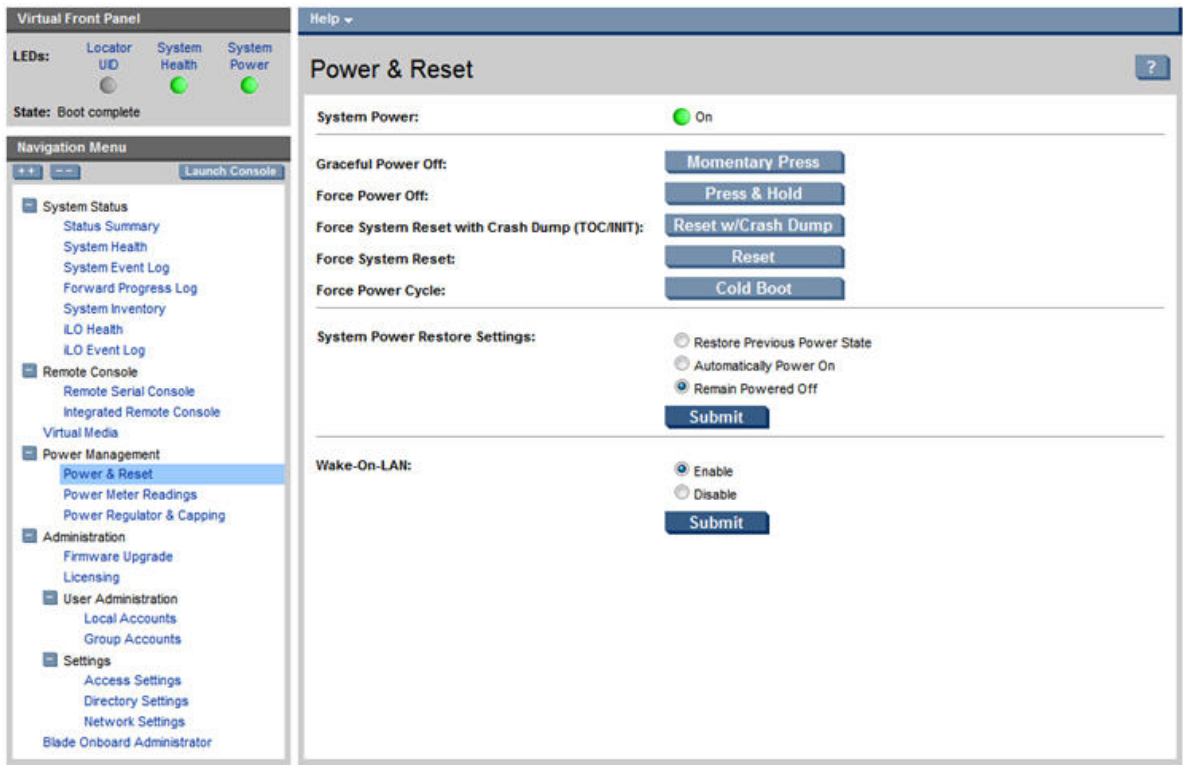 Virtual Front Panel
LEDs:
Locator UID
System Health
System Power
State: Boot complete
Navigation Menu
++ -- Launch Console
System Status
Status Summary
System Health
System Event Log
Forward Progress Log
System Inventory
iLO Health
iLO Event Log
Remote Console
Remote Serial Console
Integrated Remote Console
Virtual Media
Power Management
Power & Reset
Power Meter Readings
Power Regulator & Capping
Administration
Firmware Upgrade
Licensing
User Administration
Local Accounts
Group Accounts
Settings
Access Settings
Directory Settings
Network Settings
Blade Onboard Administrator
Help
Power & Reset ?
System Power: On
Graceful Power Off: Momentary Press
Force Power Off: Press & Hold
Force System Reset with Crash Dump (TOC/INIT): Reset w/Crash Dump
Force System Reset: Reset
Force Power Cycle: Cold Boot
System Power Restore Settings: Restore Previous Power State
Automatically Power On
Remain Powered Off
Submit
Wake-On-LAN: Enable
Disable
Submit